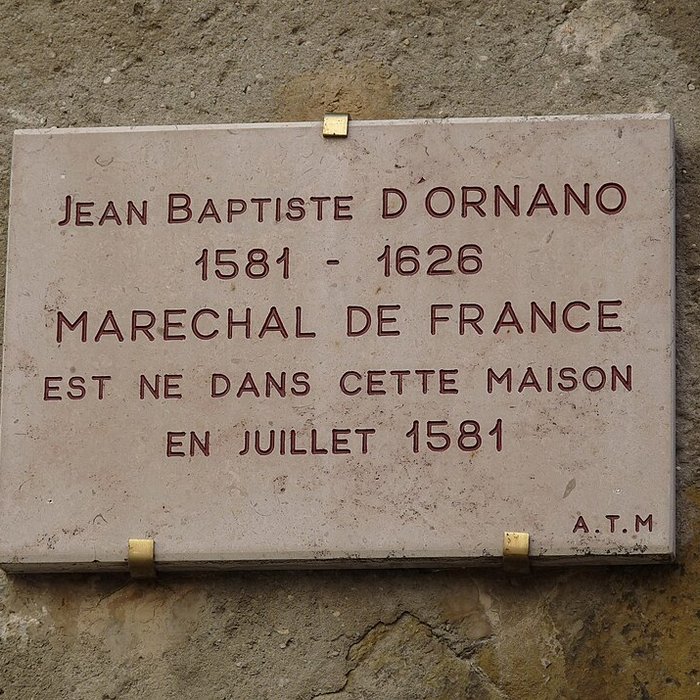 JEAN BAPTISTE D ORNANO
1581 - 1626
MARECHAL DE FRANCE
EST NE DANS CETTE MAISON
EN JUILLET 1581
A.T.M